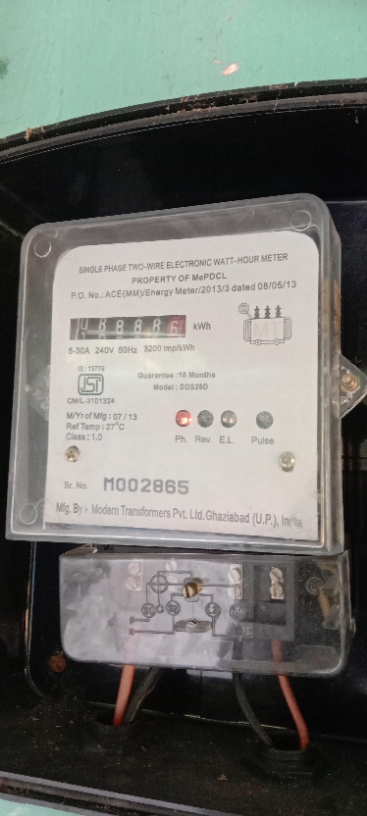 SINGLE PHASE TWO-WIRE ELECTRONIC WATT-HOUR METER
PROPERTY OF MePDCL
P.O. No.: ACE(MM)/Energy Meter/2013/3 dated 08/05/13
kWh
MT
5-30A 240V 50Hz 3200 imp/kWh
IS : 13779
Guarantee :18 Months
Model : DDS26D
CM/L-9101324
M/Yr of Mfg : 07 / 13
Ref Temp : 27°C
Class : 1.0
Ph. Rev. E.L. Pulse
Sr. No. M002865
Mfg. By :- Modern Transformers Pvt. Ltd. Ghaziabad (U.P.), India